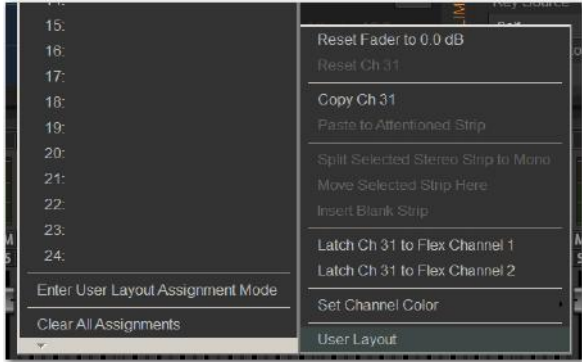 15:
16:
17:
18:
19:
20:
21:
22:
23:
24:
Enter User Layout Assignment Mode
Clear All Assignments
Key Source
Reset Fader to 0.0 dB
Reset Ch 31
Copy Ch 31
Paste to Attentioned Strip
Split Selected Stereo Strip to Mono
Move Selected Strip Here
Insert Blank Strip
Latch Ch 31 to Flex Channel 1
Latch Ch 31 to Flex Channel 2
Set Channel Color
User Layout